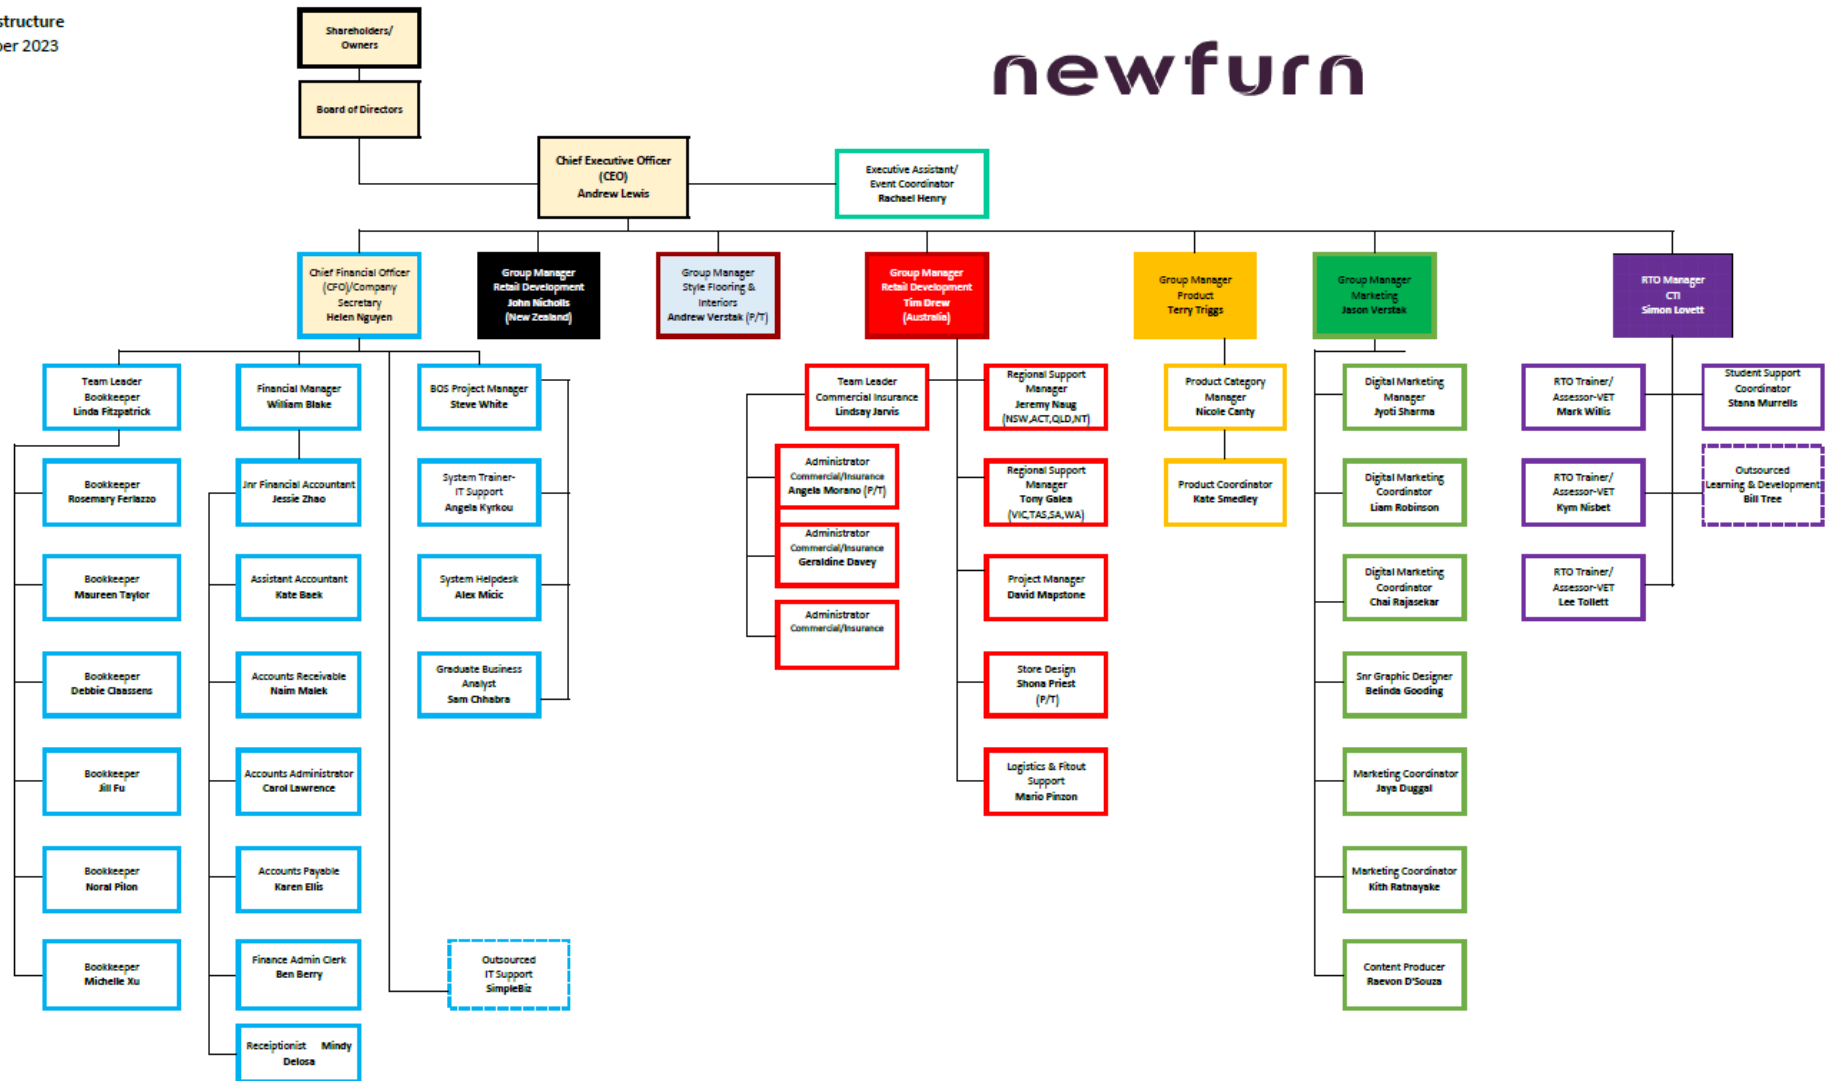 structure
ber 2023
newfurn
Shareholders/
Owners
Board of Directors
Chief Executive Officer
(CEO)
Andrew Lewis
Executive Assistant/
Event Coordinator
Rachael Henry
Chief Financial Officer
(CFO)/Company
Secretary
Helen Nguyen
Group Manager
Retail Development
John Nicholls
(New Zealand)
Group Manager
Style Flooring &
Interiors
Andrew Verstak (P/T)
Group Manager
Retail Development
Tim Drew
(Australia)
Group Manager
Product
Terry Triggs
Group Manager
Marketing
Jason Verstak
RTO Manager
CTI
Simon Lovett
Team Leader
Bookkeeper
Linda Fitzpatrick
Bookkeeper
Rosemary Ferlazzo
Bookkeeper
Maureen Taylor
Bookkeeper
Debbie Claassens
Bookkeeper
Jill Fu
Bookkeeper
Noral Pilon
Bookkeeper
Michelle Xu
Financial Manager
William Blake
Jnr Financial Accountant
Jessie Zhao
Assistant Accountant
Kate Baek
Accounts Receivable
Naim Malek
Accounts Administrator
Carol Lawrence
Accounts Payable
Karen Ellis
Finance Admin Clerk
Ben Berry
Receiptionist Mindy
Delosa
BOS Project Manager
Steve White
System Trainer-
IT Support
Angela Kyrkou
System Helpdesk
Alex Micic
Graduate Business
Analyst
Sam Chhabra
Outsourced
IT Support
SimpleBiz
Team Leader
Commercial Insurance
Lindsay Jarvis
Administrator
Commercial/Insurance
Angela Morano (P/T)
Administrator
Commercial/Insurance
Geraldine Davey
Administrator
Commercial/Insurance
Regional Support
Manager
Jeremy Naug
(NSW,ACT,QLD,NT)
Regional Support
Manager
Tony Galea
(VIC,TAS,SA,WA)
Project Manager
David Mapstone
Store Design
Shona Priest
(P/T)
Logistics & Fitout
Support
Mario Pinzon
Product Category
Manager
Nicole Canty
Product Coordinator
Kate Smedley
Digital Marketing
Manager
Jyoti Sharma
Digital Marketing
Coordinator
Liam Robinson
Digital Marketing
Coordinator
Chai Rajasekar
Snr Graphic Designer
Belinda Gooding
Marketing Coordinator
Jaya Duggal
Marketing Coordinator
Kith Ratnayake
Content Producer
Raevon D'Souza
RTO Trainer/
Assessor-VET
Mark Willis
RTO Trainer/
Assessor-VET
Kym Nisbet
RTO Trainer/
Assessor-VET
Lee Tollett
Student Support
Coordinator
Stana Murrells
Outsourced
Learning & Development
Bill Tree